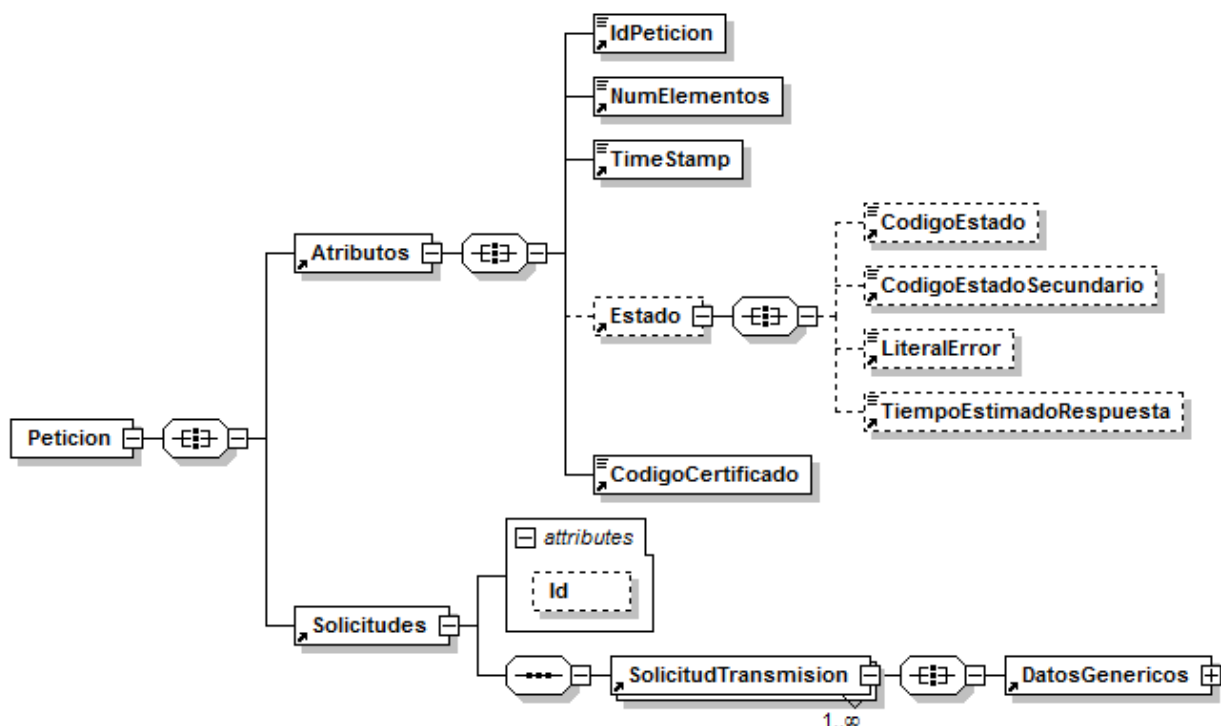 IdPeticion
NumElementos
TimeStamp
Atributos
CodigoEstado
CodigoEstadoSecundario
Estado
LiteralError
TiempoEstimadoRespuesta
Peticion
CodigoCertificado
attributes
Id
Solicitudes
SolicitudTransmision
DatosGenericos
1..∞